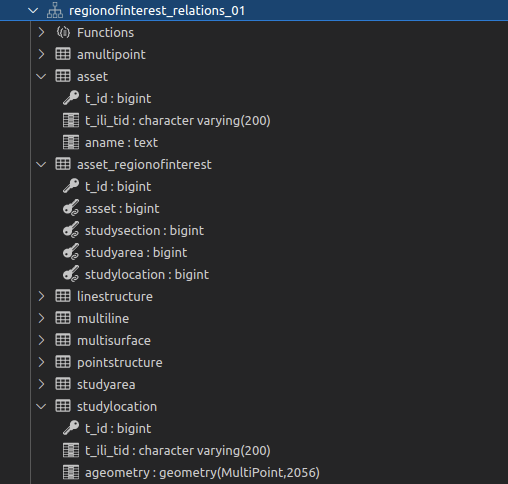 regionofinterest_relations_01
Functions
amultipoint
asset
t_id : bigint
t_ili_tid : character varying(200)
aname : text
asset_regionofinterest
t_id : bigint
asset : bigint
studysection : bigint
studyarea : bigint
studylocation : bigint
linestructure
multiline
multisurface
pointstructure
studyarea
studylocation
t_id : bigint
t_ili_tid : character varying(200)
ageometry : geometry(MultiPoint,2056)